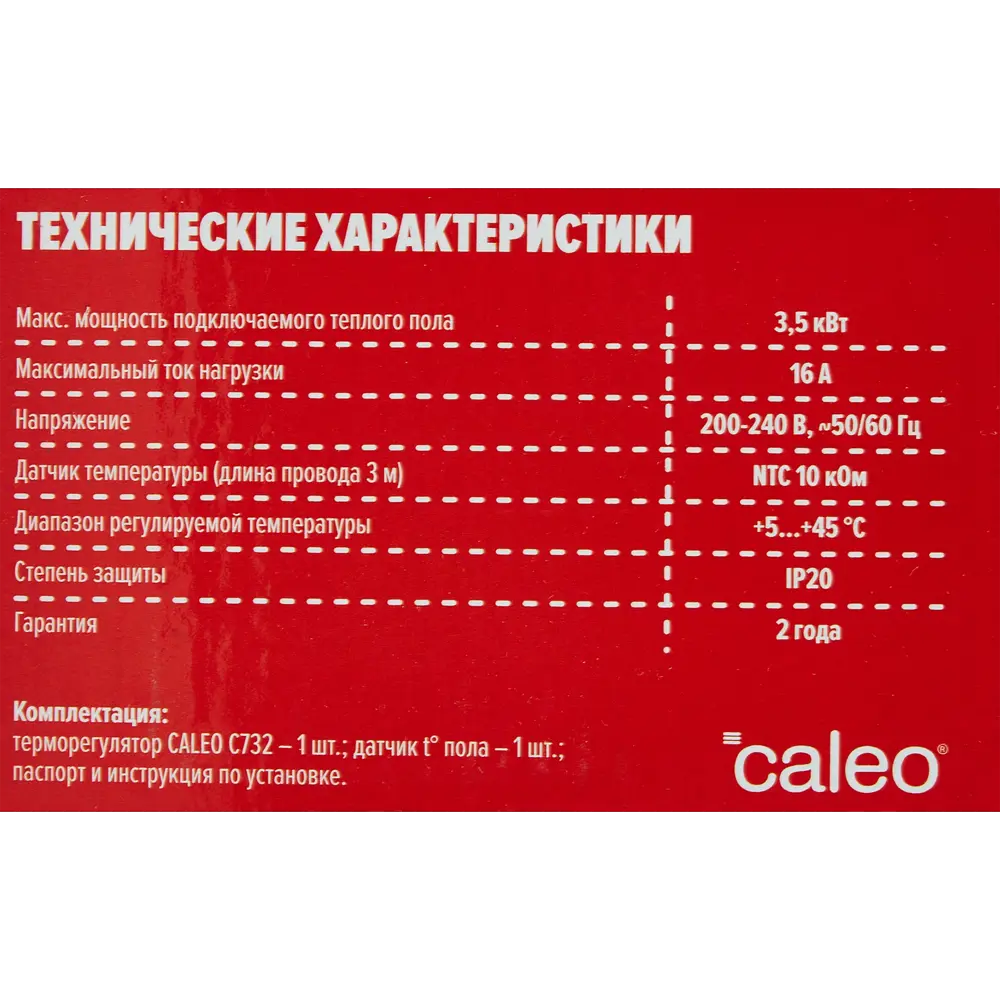 ТЕХНИЧЕСКИЕ ХАРАКТЕРИСТИКИ
Макс. мощность подключаемого теплого пола 3,5 кВт
Максимальный ток нагрузки 16 А
Напряжение 200-240 В, ~50/60 Гц
Датчик температуры (длина провода 3 м) NTC 10 кОм
Диапазон регулируемой температуры +5...+45 °С
Степень защиты IP20
Гарантия 2 года
Комплектация:
терморегулятор CALEO C732 – 1 шт.; датчик t° пола – 1 шт.;
паспорт и инструкция по установке.
caleo®